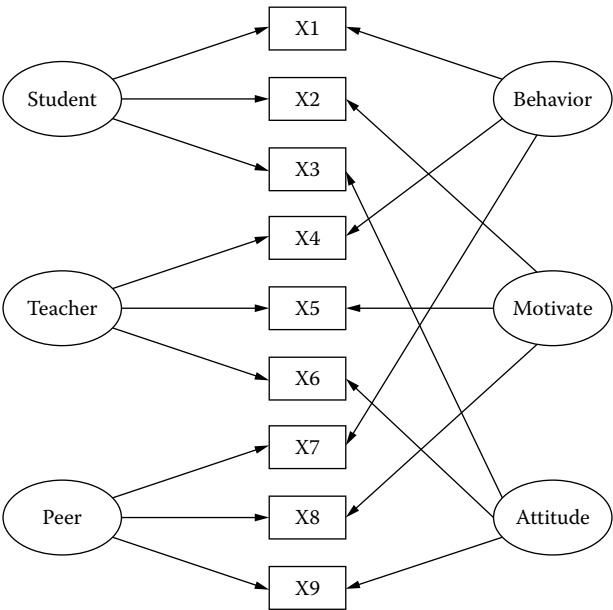 X1
Student
X2
Behavior
X3
X4
Teacher
X5
Motivate
X6
X7
Peer
X8
Attitude
X9